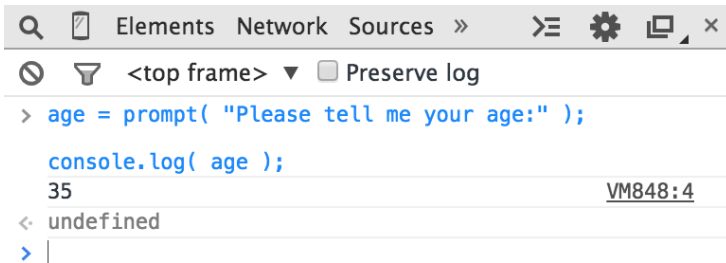 Elements Network Sources »
<top frame> ▼ Preserve log
> age = prompt( "Please tell me your age:" );
console.log( age );
35 VM848:4
undefined
>